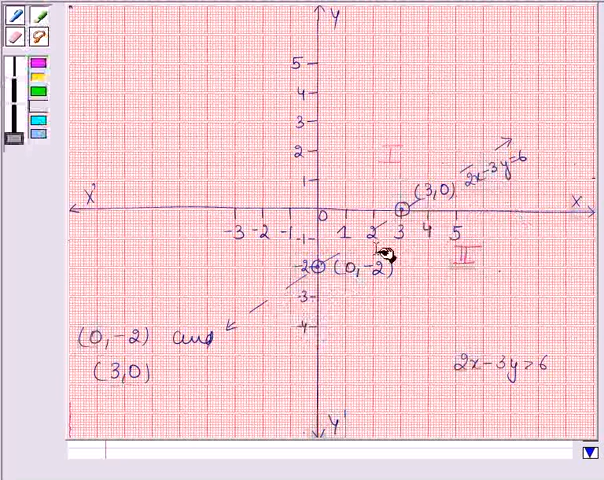 Y
5
4
3
2
I
1
2x-3y=6
(3,0)
X'
X
0
-3 -2 -1 1 2 3 4 5
-1
II
-2 (0,-2)
-3
-4
(0,-2) and
(3,0)
2x-3y>6
Y'